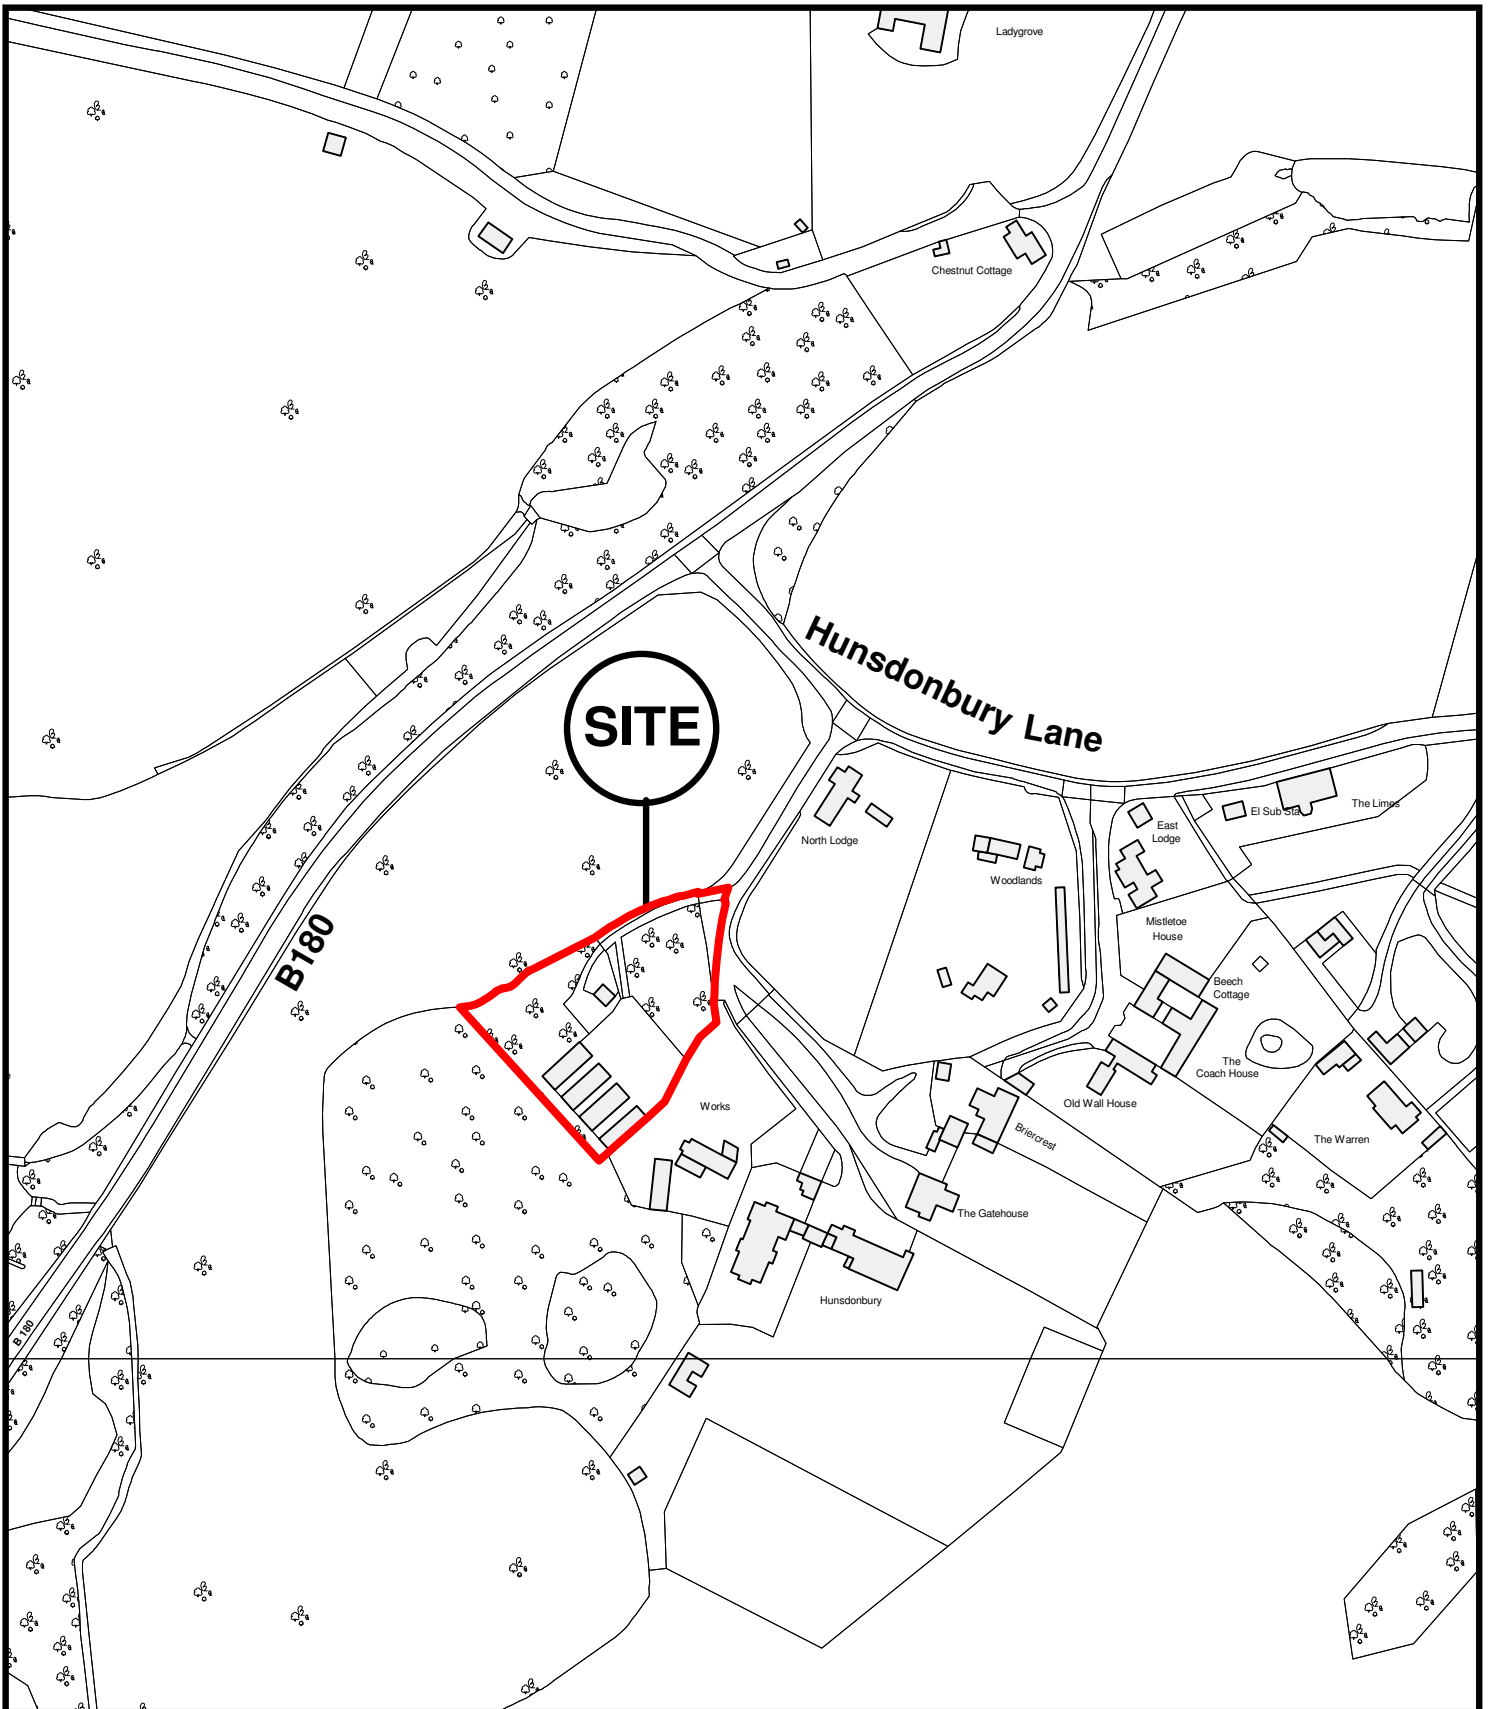 Ladygrove
Chestnut Cottage
Hunsdonbury Lane
SITE
The Limes
El Sub Sta
East
Lodge
North Lodge
Woodlands
Mistletoe
House
B180
Beech
Cottage
The
Coach House
Old Wall House
Works
Briercrest
The Warren
The Gatehouse
Hunsdonbury
B 180